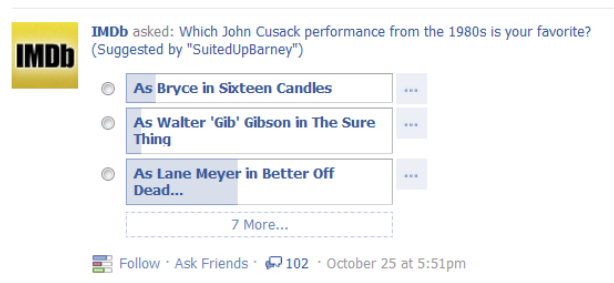 IMDb
IMDb asked: Which John Cusack performance from the 1980s is your favorite?
(Suggested by "SuitedUpBarney")
As Bryce in Sixteen Candles
...
As Walter 'Gib' Gibson in The Sure
Thing
...
As Lane Meyer in Better Off
Dead...
...
7 More...
Follow · Ask Friends · 102 · October 25 at 5:51pm